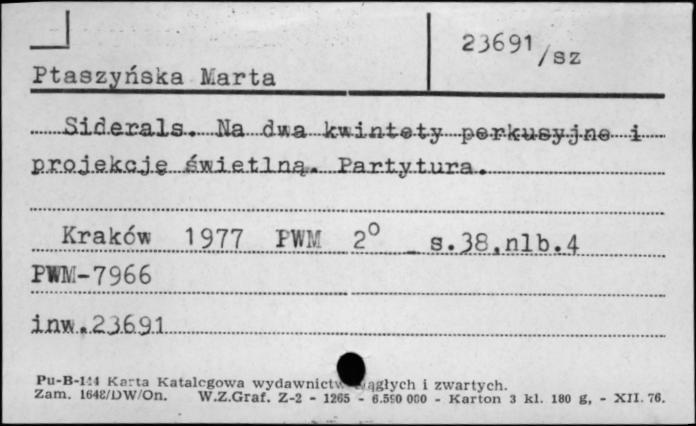 23691/sz
Ptaszyńska Marta
Siderals. Na dwa kwintety perkusyjne i
projekcję świetlną. Partytura.
Kraków 1977 PWM 2° s.38,nlb.4
PWM-7966
inw.23691
Pu-B-144 Karta Katalogowa wydawnictw ciągłych i zwartych.
Zam. 1648/DW/On. W.Z.Graf. Z-2 - 1265 - 6.590 000 - Karton 3 kl. 180 g, - XII. 76.